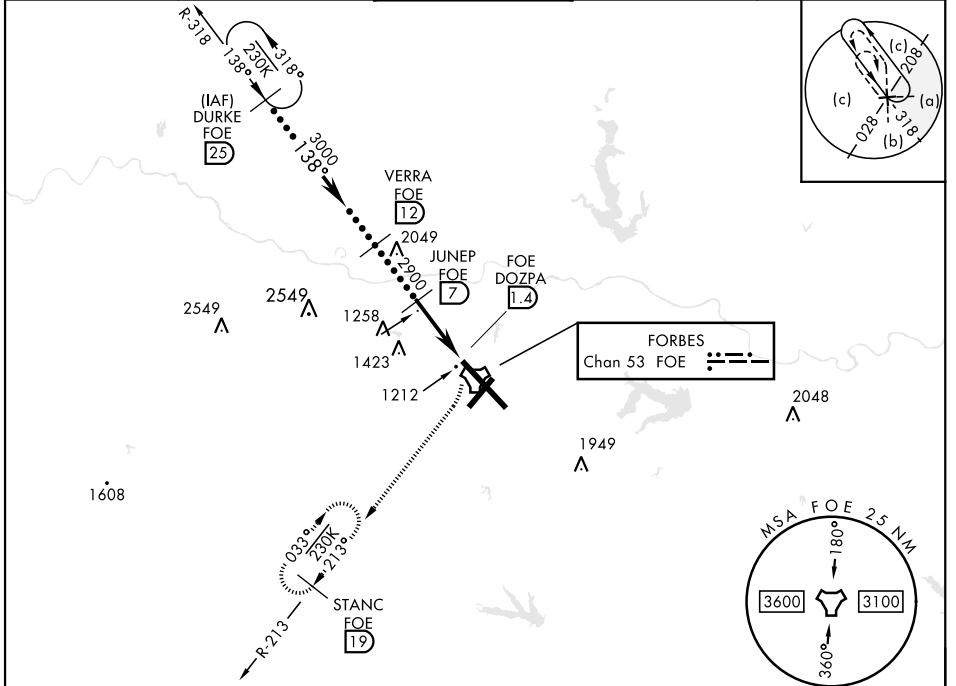 R-318
138°
230K
318°
(IAF)
DURKE
FOE
25
3000
138°
VERRA
FOE
12
2049
2900
JUNEP
FOE
7
FOE
DOZPA
1.4
2549
2549
1258
1423
1212
FORBES
Chan 53 FOE
2048
1949
1608
033°
230K
213°
STANC
FOE
19
R-213
(c)
208
(c)
(a)
028
318
(b)
MSA FOE 25 NM
180°
3600
3100
360°